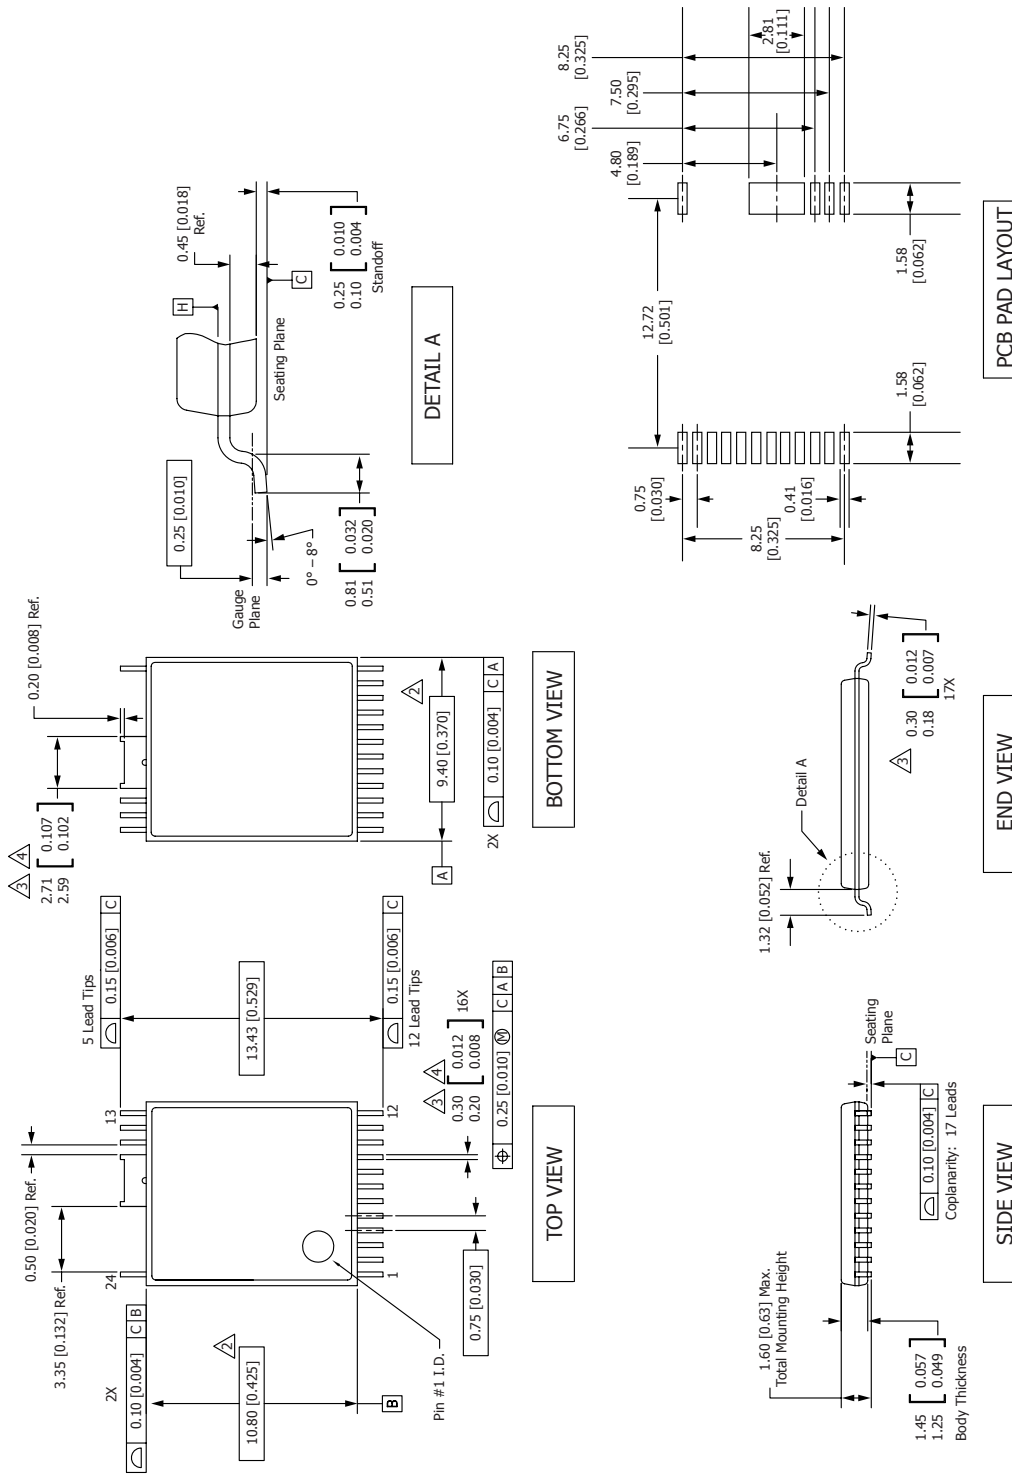 2X
0.10 [0.004] C B
3.35 [0.132] Ref.
0.50 [0.020] Ref.
24
13
5 Lead Tips
0.15 [0.006] C
2
10.80 [0.425]
13.43 [0.529]
B
Pin #1 I.D.
1
12
0.15 [0.006] C
12 Lead Tips
0.75 [0.030]
3 4
0.30 [ 0.012 ] 16X
0.20 [ 0.008 ]
0.25 [0.010] M C A B
TOP VIEW
3 4
2.71 [ 0.107 ]
2.59 [ 0.102 ]
0.20 [0.008] Ref.
A
9.40 [0.370]
2
2X
0.10 [0.004] C A
BOTTOM VIEW
Gauge
Plane
0.25 [0.010]
H
0.45 [0.018]
Ref.
0° – 8°
0.81 [ 0.032 ]
0.51 [ 0.020 ]
Seating Plane
C
0.25 [ 0.010 ]
0.10 [ 0.004 ]
Standoff
DETAIL A
1.60 [0.63] Max.
Total Mounting Height
1.45 [ 0.057 ]
1.25 [ 0.049 ]
Body Thickness
Seating
Plane
C
0.10 [0.004] C
Coplanarity: 17 Leads
SIDE VIEW
1.32 [0.052] Ref.
Detail A
3
0.30 [ 0.012 ]
0.18 [ 0.007 ]
17X
END VIEW
0.75
[0.030]
8.25
[0.325]
0.41
[0.016]
1.58
[0.062]
12.72
[0.501]
4.80
[0.189]
6.75
[0.266]
7.50
[0.295]
8.25
[0.325]
2.81
[0.111]
1.58
[0.062]
PCB PAD LAYOUT